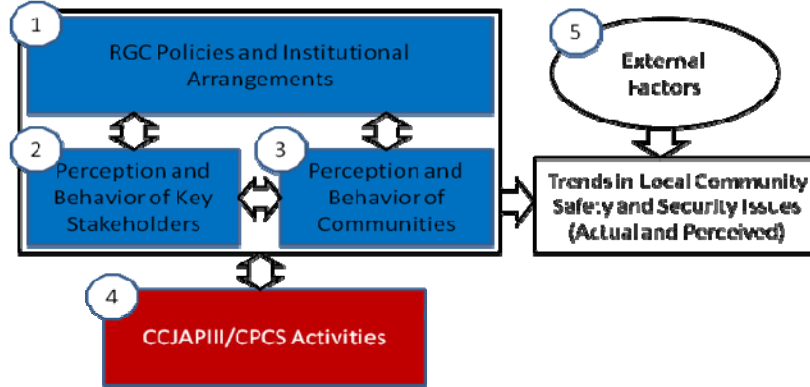 1
RGC Policies and Institutional
Arrangements
2
Perception and
Behavior of Key
Stakeholders
3
Perception and
Behavior of
Communities
4
CCJAPIII/CPCS Activities
5
External
Factors
Trends in Local Community
Safety and Security Issues
(Actual and Perceived)